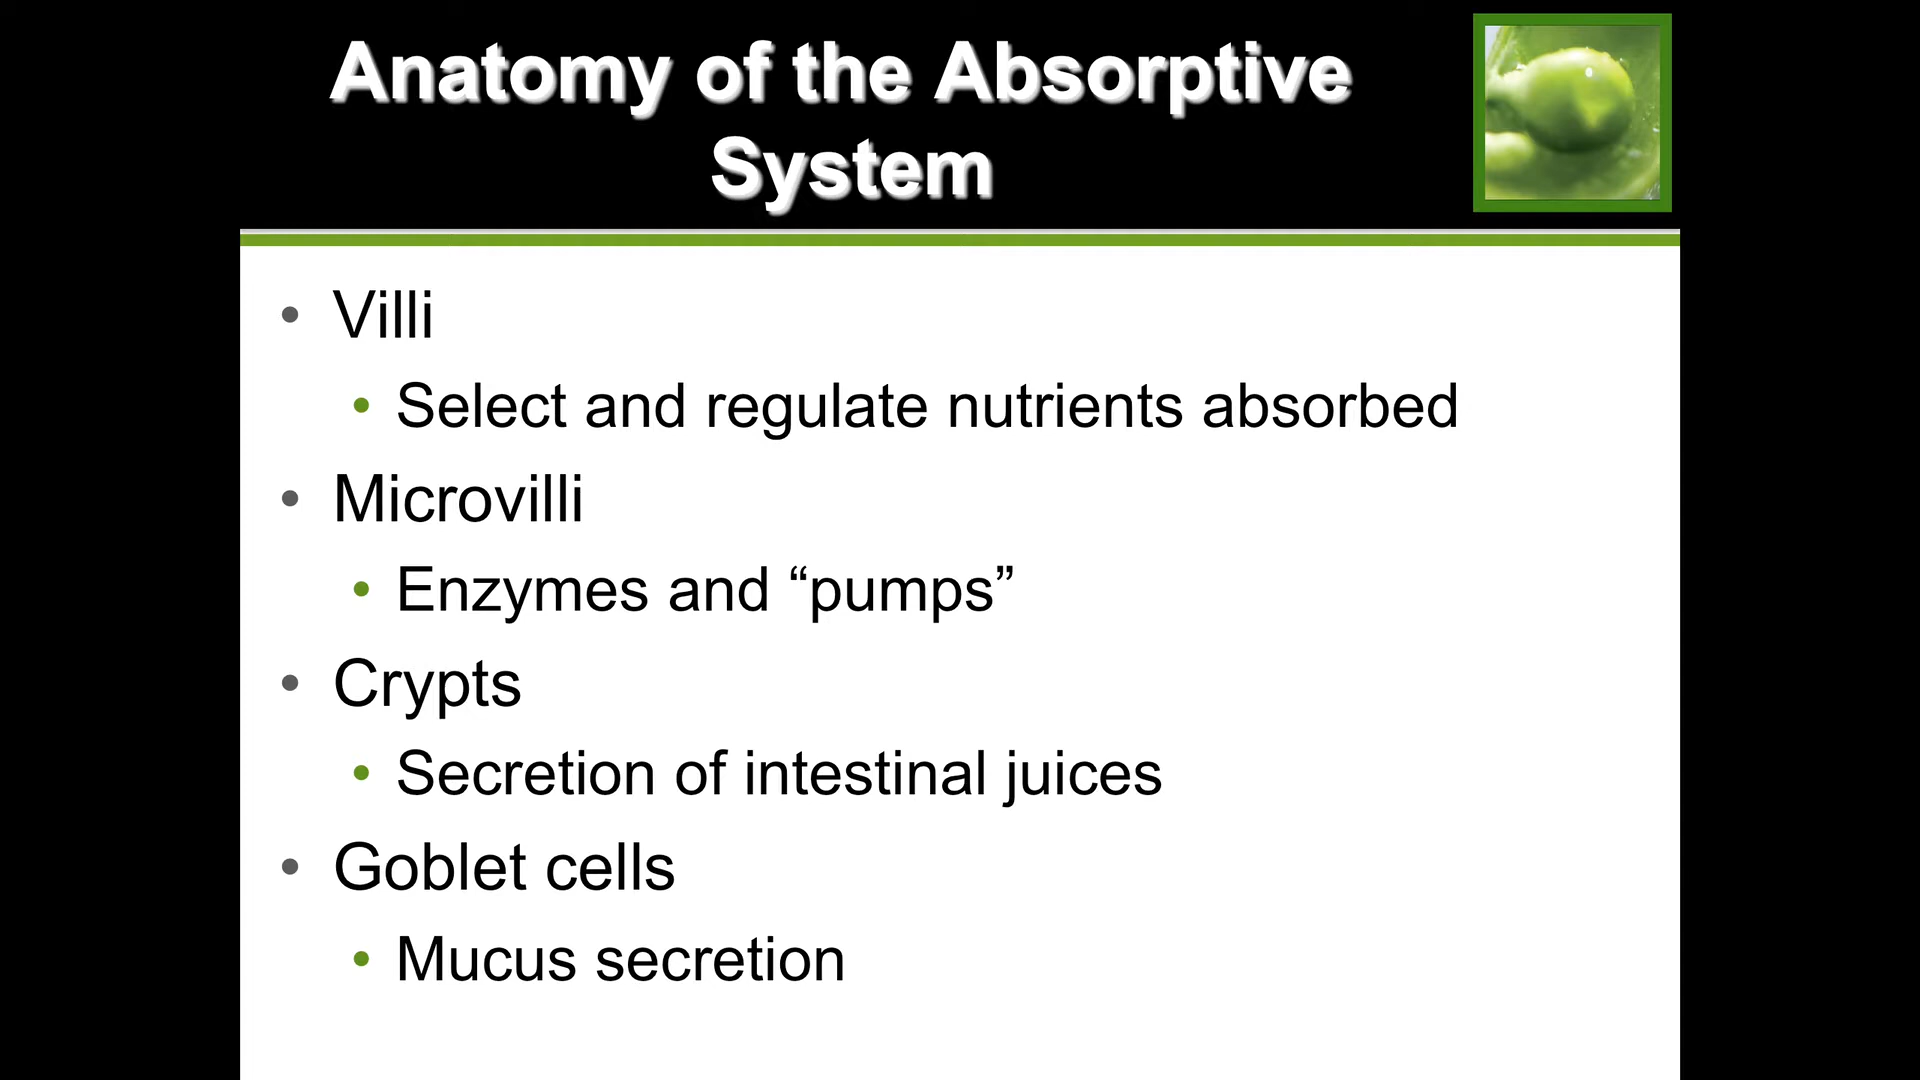 Anatomy of the Absorptive
System
• Villi
• Select and regulate nutrients absorbed
• Microvilli
• Enzymes and “pumps”
• Crypts
• Secretion of intestinal juices
• Goblet cells
• Mucus secretion